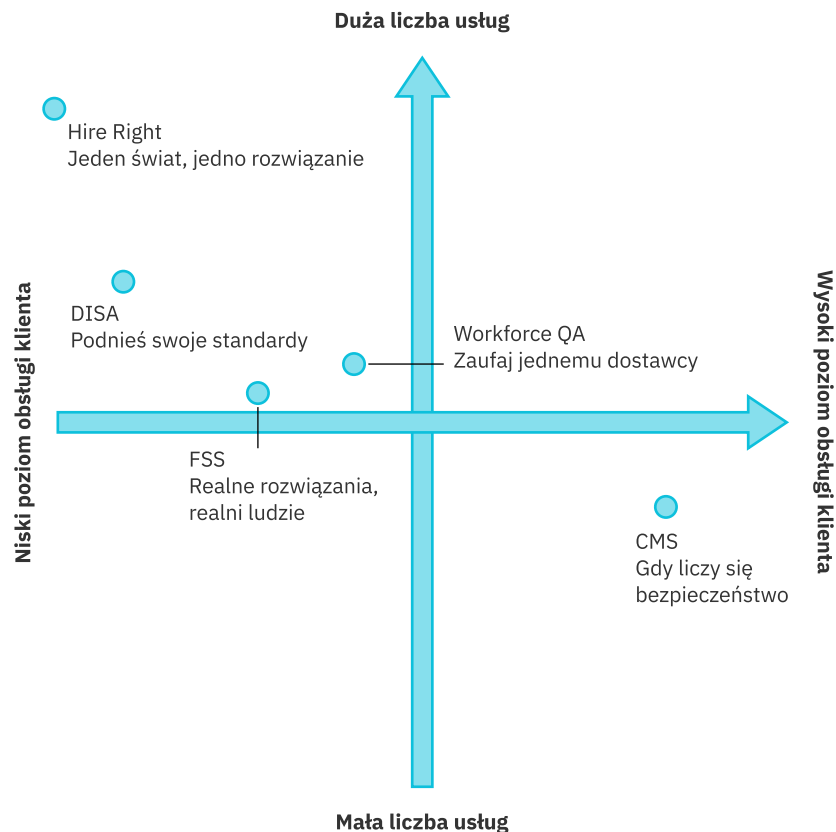 Duża liczba usług
Hire Right
Jeden świat, jedno rozwiązanie
Niski poziom obsługi klienta
DISA
Podnieś swoje standardy
Workforce QA
Zaufaj jednemu dostawcy
Wysoki poziom obsługi klienta
FSS
Realne rozwiązania,
realni ludzie
CMS
Gdy liczy się
bezpieczeństwo
Mała liczba usług